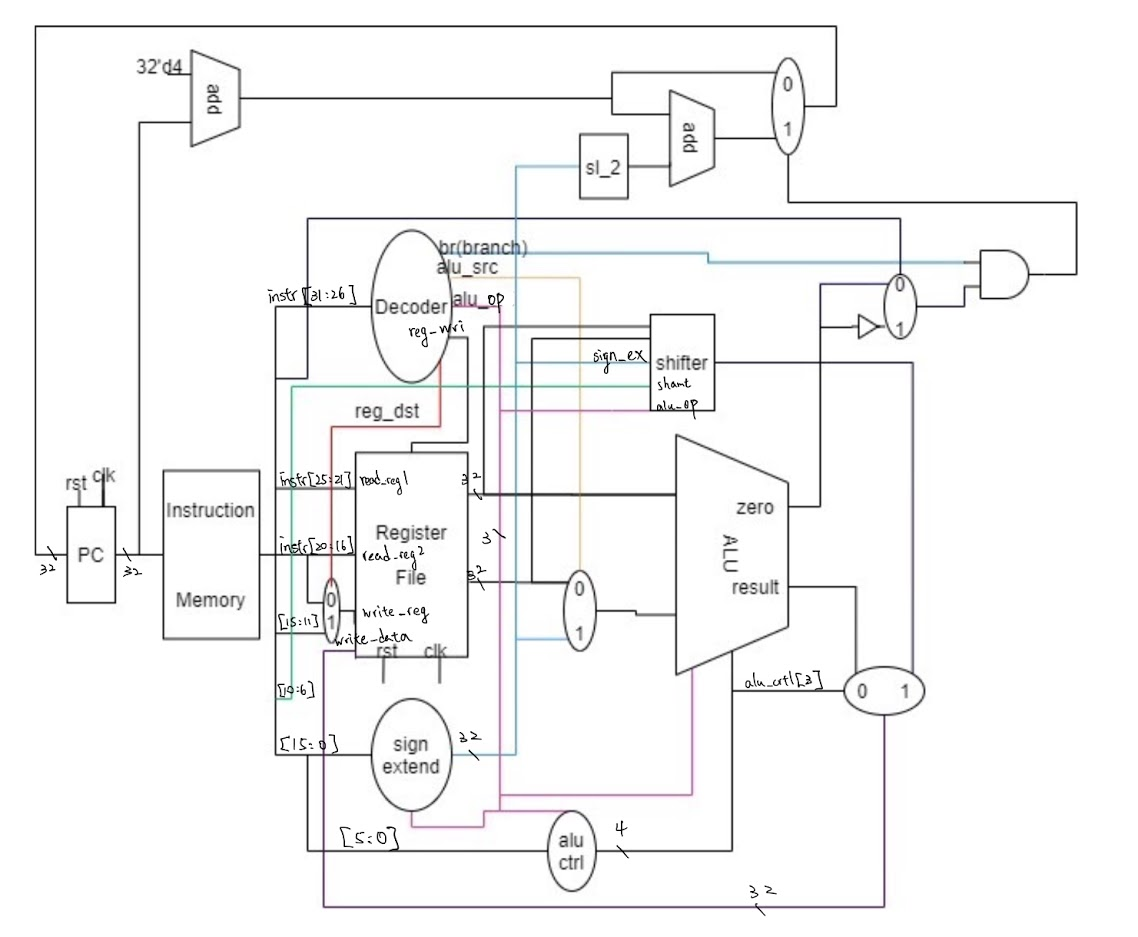 32'd4
add
0
1
add
sl_2
br(branch)
alu_src
instr[31:26]
Decoder
alu_op
reg_wri
0
1
sign_ex
shifter
shamt
alu_op
reg_dst
rst
clk
instr[25:21]
read_reg1
32
Instruction
Memory
Register
File
zero
ALU
result
3
PC
32
32
instr[20:16]
read_reg2
32
0
1
0
1
[15:11]
write_reg
write_data
rst
clk
[10:6]
alu_crtl[3]
0
1
[15:0]
sign
extend
32
[5:0]
alu
ctrl
4
32